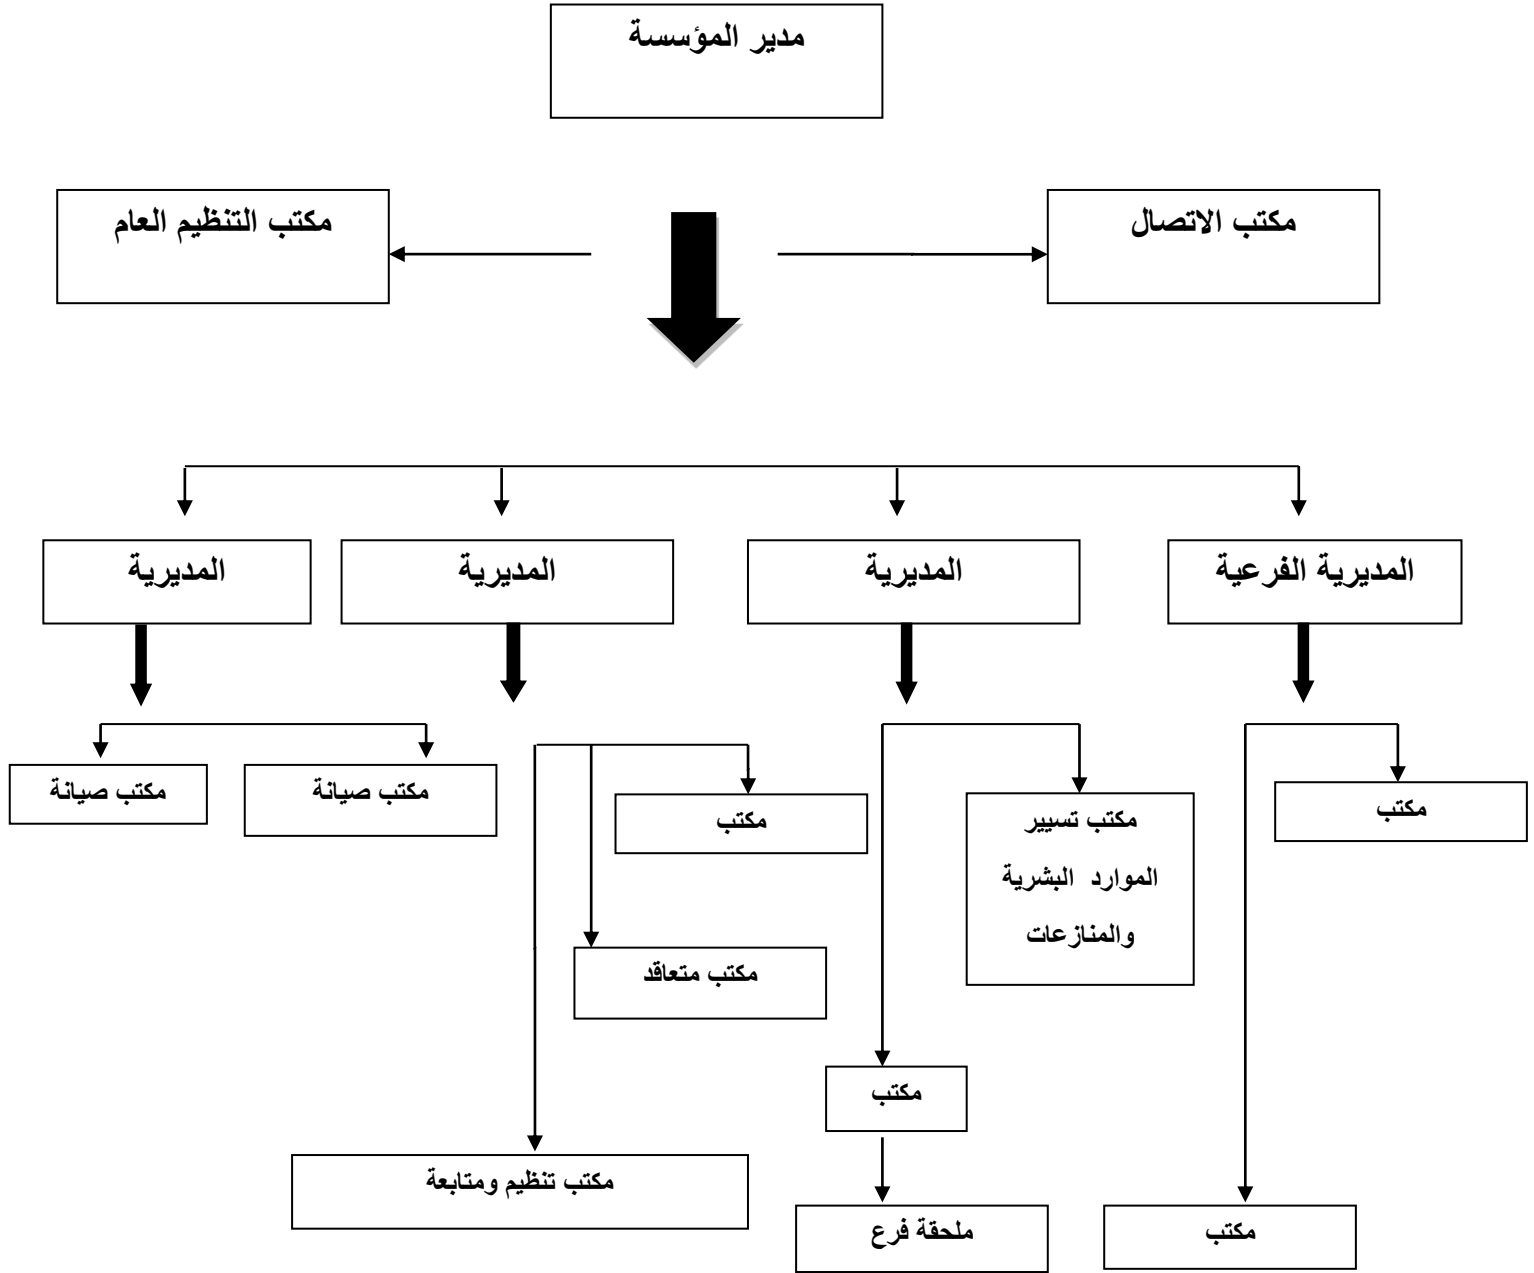 مدير المؤسسة
مكتب الاتصال
مكتب التنظيم العام
المديرية الفرعية
المديرية
المديرية
المديرية
مكتب
مكتب تسيير
الموارد البشرية
والمنازعات
مكتب
مكتب صيانة
مكتب صيانة
مكتب متعاقد
مكتب
مكتب تنظيم ومتابعة
مكتب
ملحقة فرع